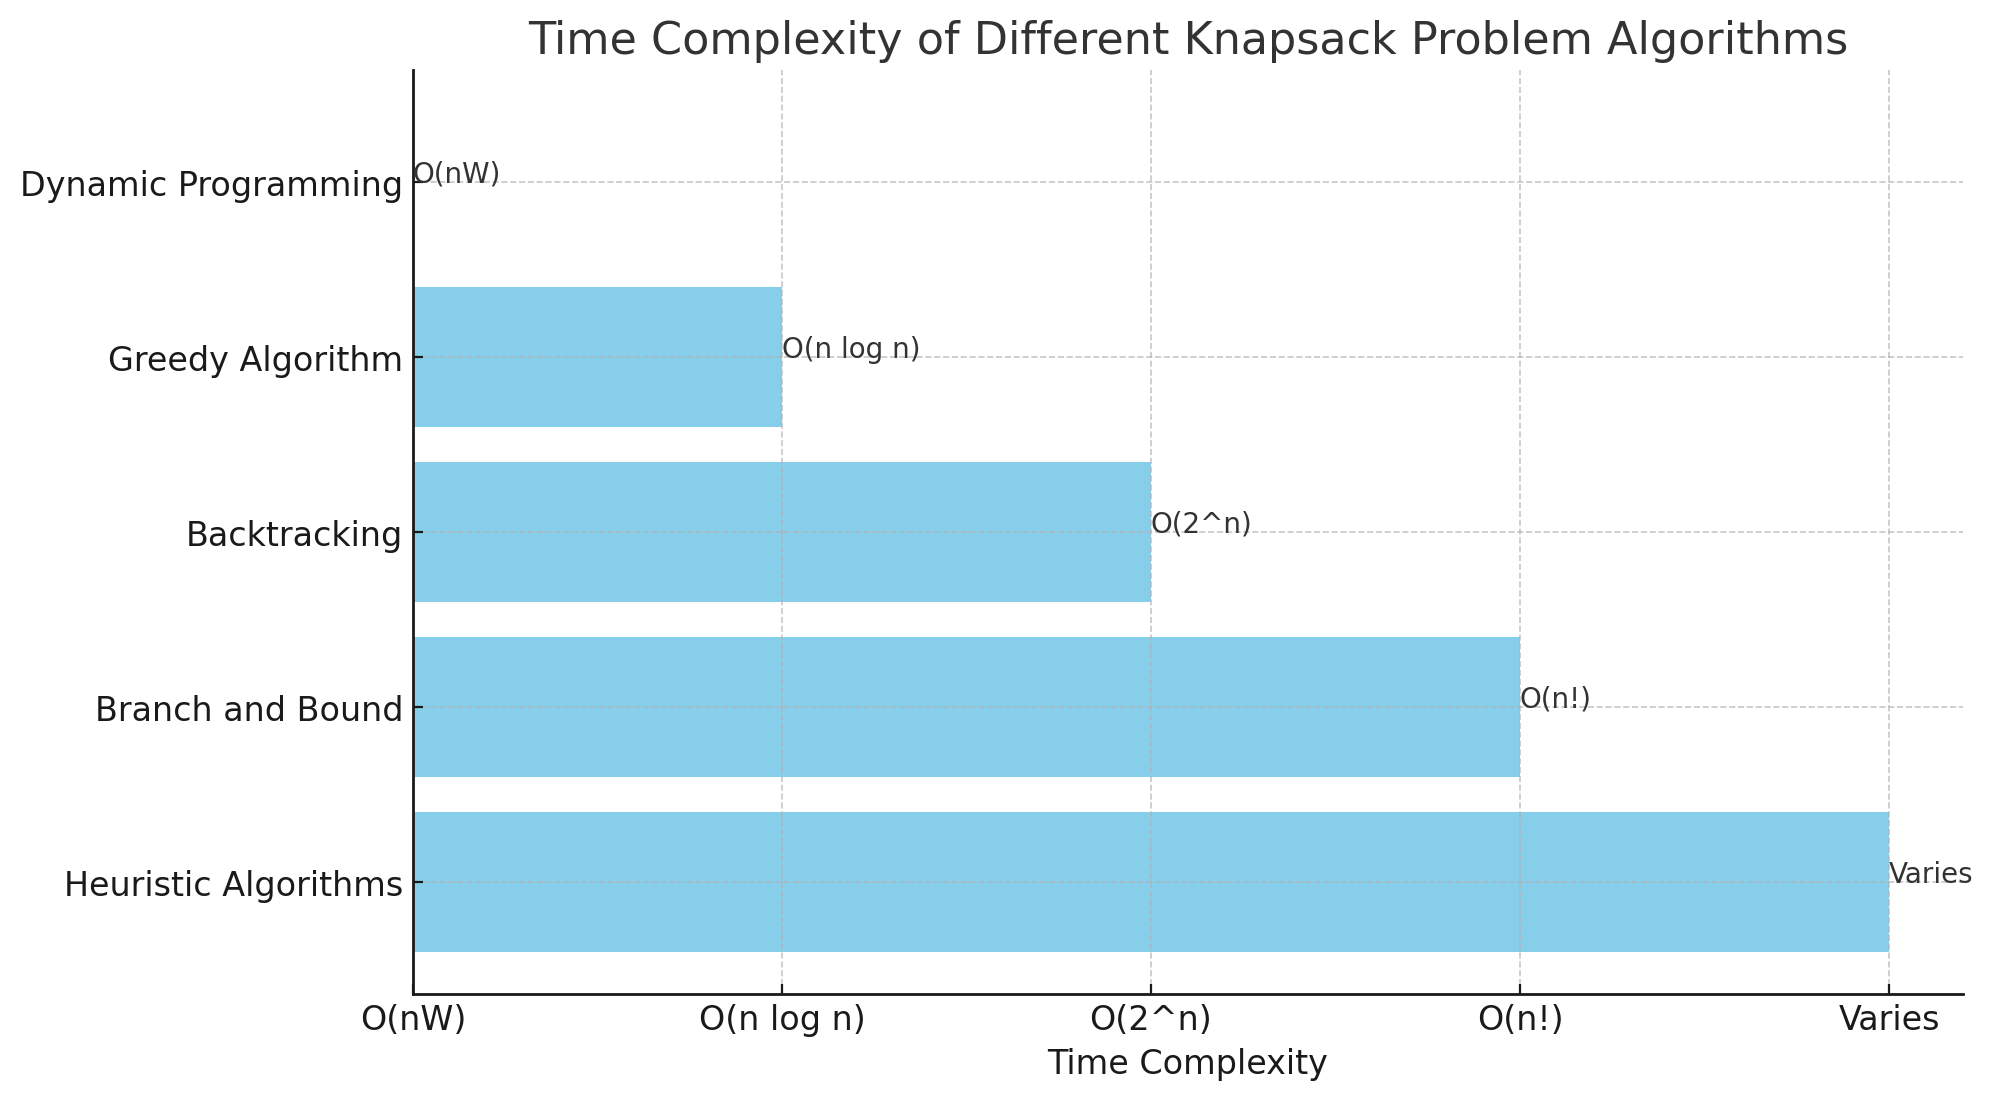 Time Complexity of Different Knapsack Problem Algorithms
Dynamic Programming
O(nW)
Greedy Algorithm
O(n log n)
Backtracking
O(2^n)
Branch and Bound
O(n!)
Heuristic Algorithms
Varies
O(nW)
O(n log n)
O(2^n)
O(n!)
Varies
Time Complexity